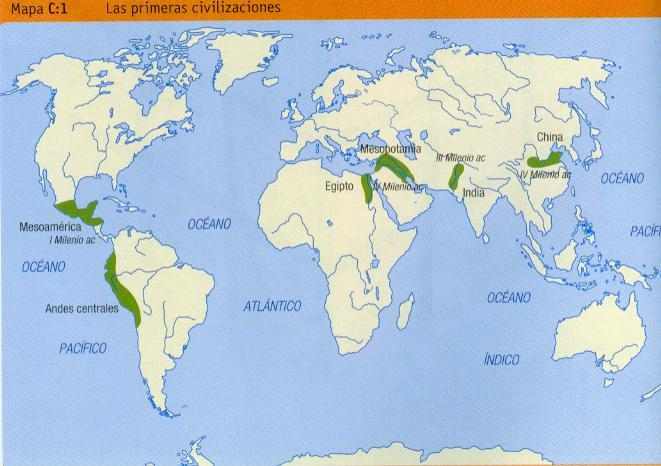 Mapa C:1 Las primeras civilizaciones
China
Mesopotamia
III Milenio ac
IV Milenio ac
OCÉANO
Egipto
IV Milenio ac
India
Mesoamérica
I Milenio ac
OCÉANO
PACÍFI
OCÉANO
OCÉANO
Andes centrales
ATLÁNTICO
PACÍFICO
ÍNDICO